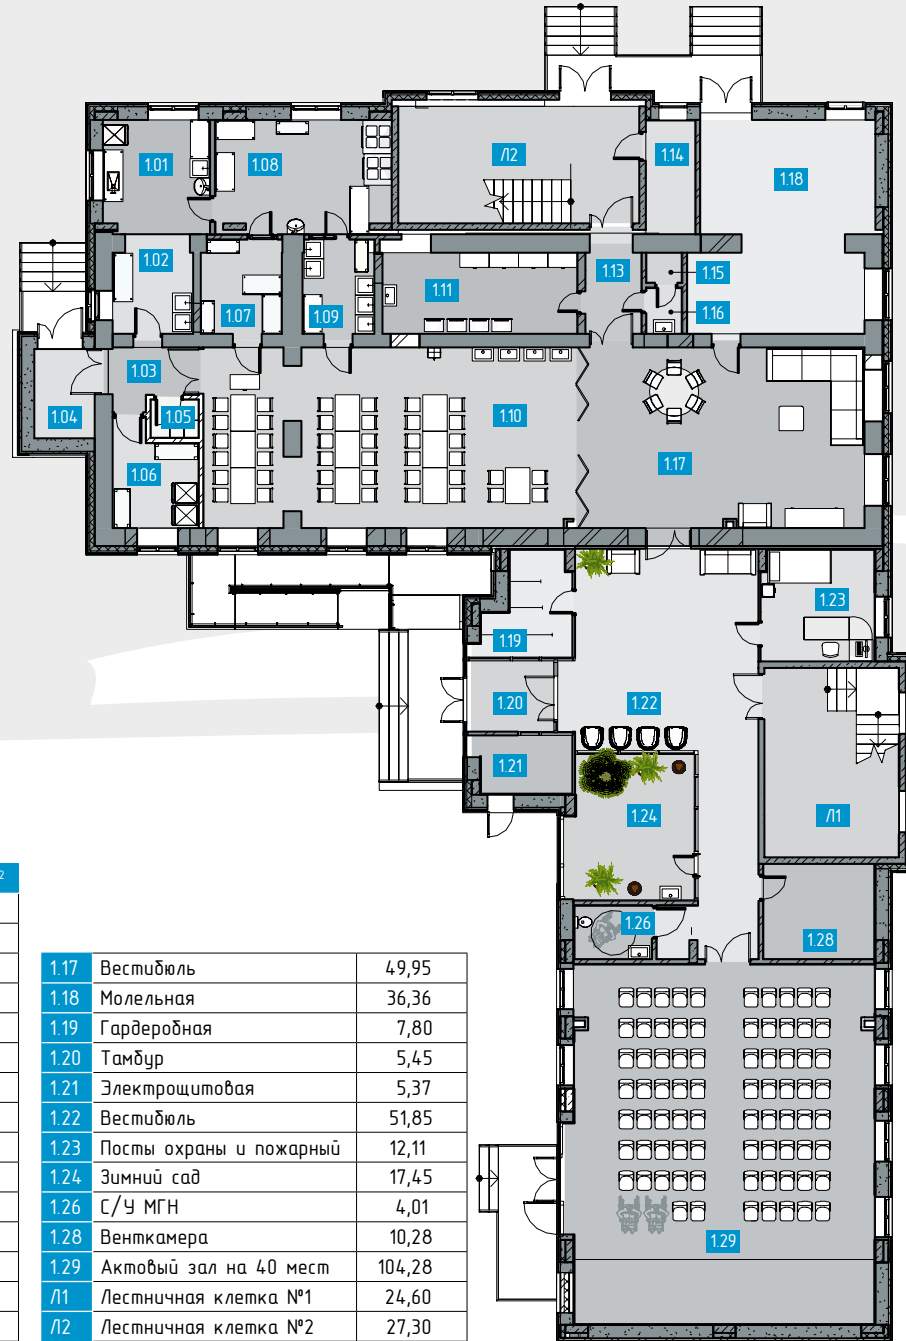 1.01
1.08
Л2
1.14
1.18
1.02
1.07
1.09
1.11
1.13
1.15
1.16
1.03
1.04
1.05
1.06
1.10
1.17
1.19
1.23
1.20
1.22
1.21
1.24
Л1
1.26
1.28
1.29
2
1.17 Вестибюль 49,95
1.18 Молельная 36,36
1.19 Гардеробная 7,80
1.20 Тамбур 5,45
1.21 Электрощитовая 5,37
1.22 Вестибюль 51,85
1.23 Посты охраны и пожарный 12,11
1.24 Зимний сад 17,45
1.26 С/У МГН 4,01
1.28 Венткамера 10,28
1.29 Актовый зал на 40 мест 104,28
Л1 Лестничная клетка №1 24,60
Л2 Лестничная клетка №2 27,30